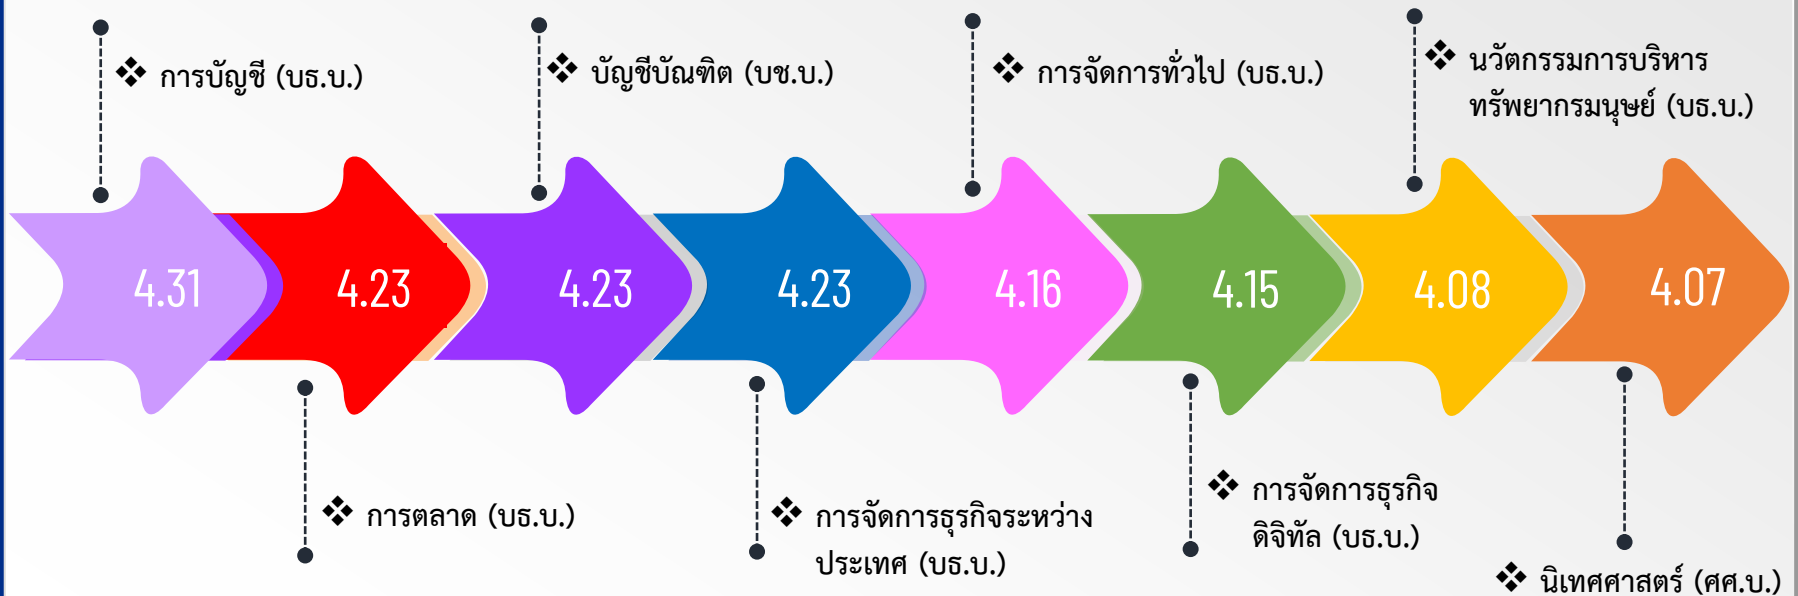 ❖ การบัญชี (บธ.บ.)
❖ บัญชีบัณฑิต (บช.บ.)
❖ การจัดการทั่วไป (บธ.บ.)
❖ นวัตกรรมการบริหาร
ทรัพยากรมนุษย์ (บธ.บ.)
4.31
4.23
4.23
4.23
4.16
4.15
4.08
4.07
❖ การตลาด (บธ.บ.)
❖ การจัดการธุรกิจระหว่าง
ประเทศ (บธ.บ.)
❖ การจัดการธุรกิจ
ดิจิทัล (บธ.บ.)
❖ นิเทศศาสตร์ (ศศ.บ.)